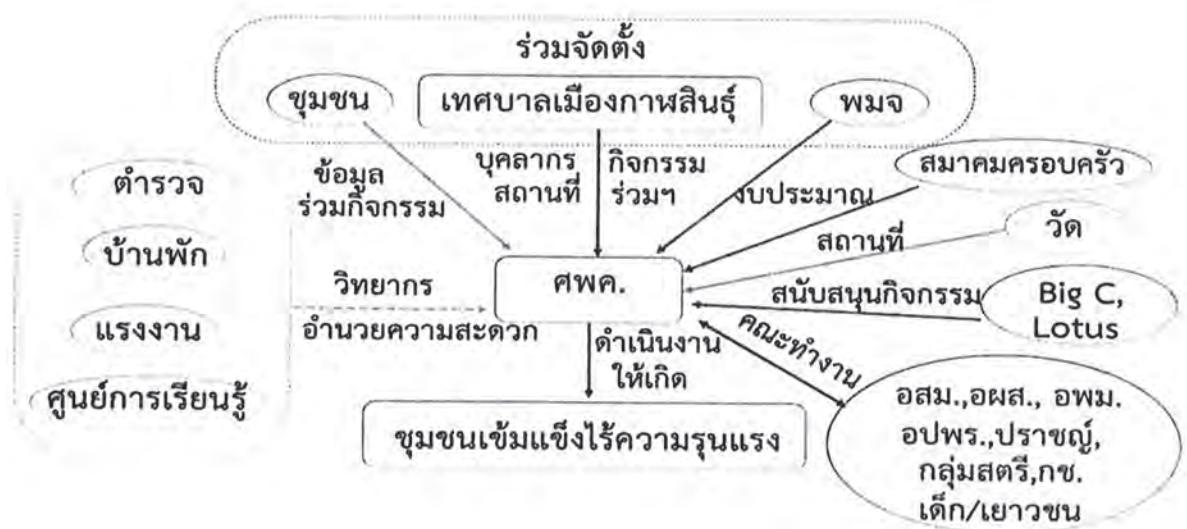 ร่วมจัดตั้ง
ชุมชน
เทศบาลเมืองกาฬสินธุ์
พมจ
ข้อมูล
ร่วมกิจกรรม
บุคลากร
สถานที่
กิจกรรม
ร่วมฯ
งบประมาณ
สมาคมครอบครัว
ตำรวจ
บ้านพัก
แรงงาน
ศูนย์การเรียนรู้
สถานที่
วัด
วิทยากร
อำนวยความสะดวก
ศพค.
สนับสนุนกิจกรรม
Big C,
Lotus
คณะทำงาน
ดำเนินงาน
ให้เกิด
ชุมชนเข้มแข็งไร้ความรุนแรง
อสม.,อผส., อพม.
อปพร.,ปราชญ์,
กลุ่มสตรี,กช.
เด็ก/เยาวชน